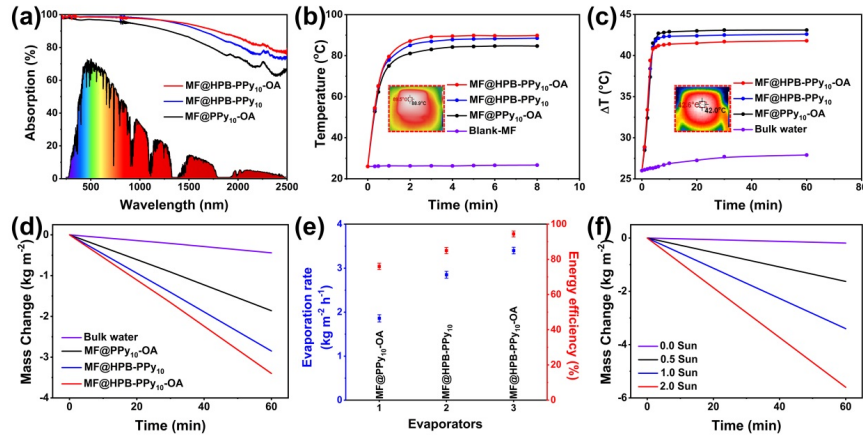 (a)
Absorption (%)
100
80
60
40
20
0
500
1000
1500
2000
2500
Wavelength (nm)
MF@HPB-PPy₁₀-OA
MF@HPB-PPy₁₀
MF@PPy₁₀-OA
(b)
Temperature (°C)
100
80
60
40
20
0
2
4
6
8
10
Time (min)
MF@HPB-PPy₁₀-OA
MF@HPB-PPy₁₀
MF@PPy₁₀-OA
Blank-MF
(c)
ΔT (°C)
45
40
35
30
25
0
20
40
60
80
Time (min)
42.0°C
MF@PPy₁₀-OA
MF@HPB-PPy₁₀
MF@HPB-PPy₁₀-OA
Bulk water
(d)
Mass Change (kg m⁻²)
0
-1
-2
-3
-4
0
20
40
60
Time (min)
Bulk water
MF@PPy₁₀-OA
MF@HPB-PPy₁₀
MF@HPB-PPy₁₀-OA
(e)
Evaporation rate
(kg m⁻² h⁻¹)
4
3
2
1
0
MF@PPy₁₀-OA
MF@HPB-PPy₁₀
MF@HPB-PPy₁₀-OA
1
2
3
Evaporators
100
80
60
40
20
0
Energy efficiency (%)
(f)
Mass Change (kg m⁻²)
0
-2
-4
-6
0
20
40
60
Time (min)
0.0 Sun
0.5 Sun
1.0 Sun
2.0 Sun